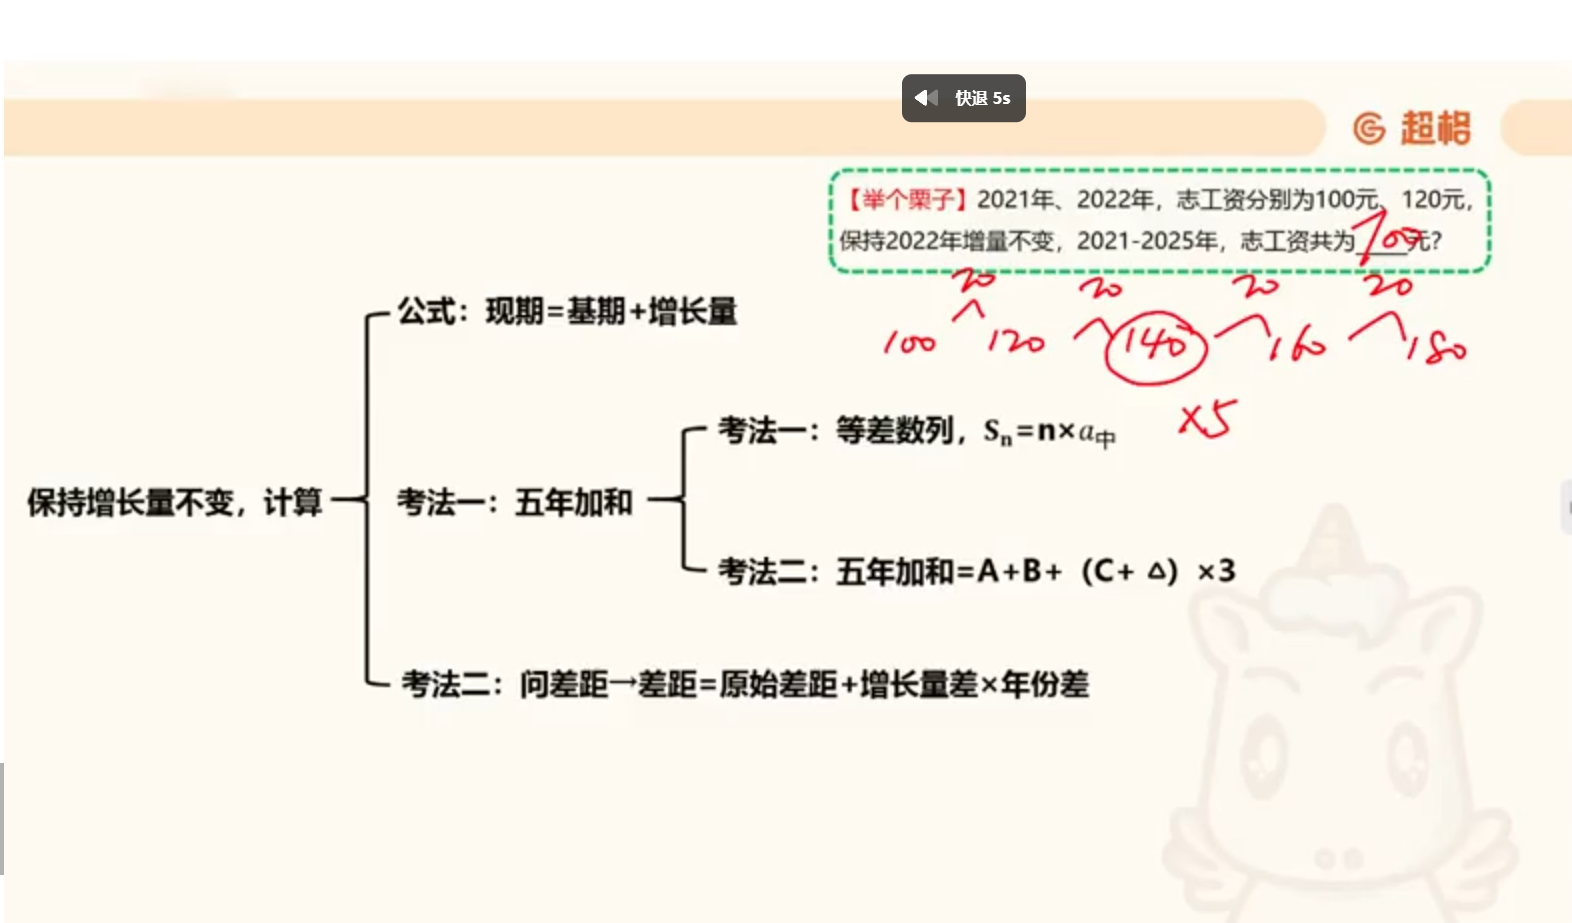 快退 5s
超格
【举个栗子】2021年、2022年，志工资分别为100元、120元，
保持2022年增量不变，2021-2025年，志工资共为700元?
20 20 20 20
100 120 140 160 180
×5
公式：现期=基期+增长量
考法一：等差数列，Sn=n×a中
保持增长量不变，计算
考法一：五年加和
考法二：五年加和=A+B+（C+ △）×3
考法二：问差距→差距=原始差距+增长量差×年份差